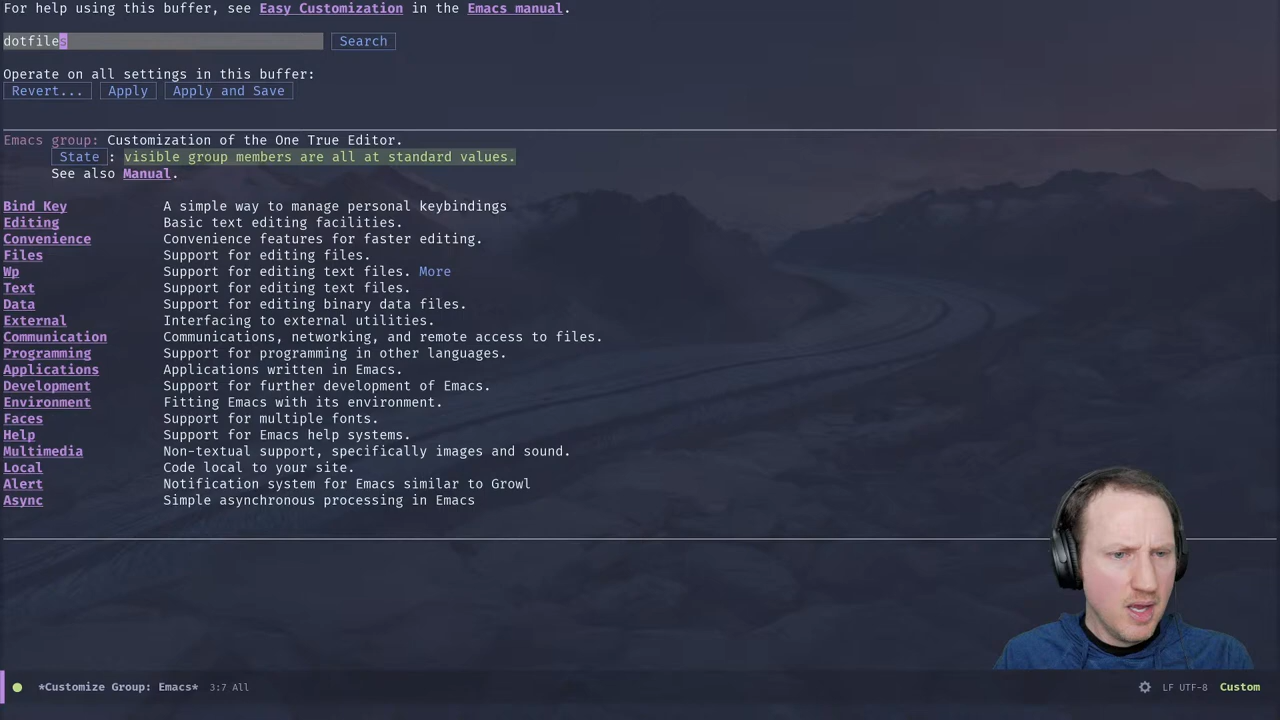 For help using this buffer, see Easy Customization in the Emacs manual.
dotfiles Search
Operate on all settings in this buffer:
Revert... Apply Apply and Save
Emacs group: Customization of the One True Editor.
State : visible group members are all at standard values.
See also Manual.
Bind Key A simple way to manage personal keybindings
Editing Basic text editing facilities.
Convenience Convenience features for faster editing.
Files Support for editing files.
Wp Support for editing text files. More
Text Support for editing text files.
Data Support for editing binary data files.
External Interfacing to external utilities.
Communication Communications, networking, and remote access to files.
Programming Support for programming in other languages.
Applications Applications written in Emacs.
Development Support for further development of Emacs.
Environment Fitting Emacs with its environment.
Faces Support for multiple fonts.
Help Support for Emacs help systems.
Multimedia Non-textual support, specifically images and sound.
Local Code local to your site.
Alert Notification system for Emacs similar to Growl
Async Simple asynchronous processing in Emacs
*Customize Group: Emacs* 3:7 All LF UTF-8 Custom